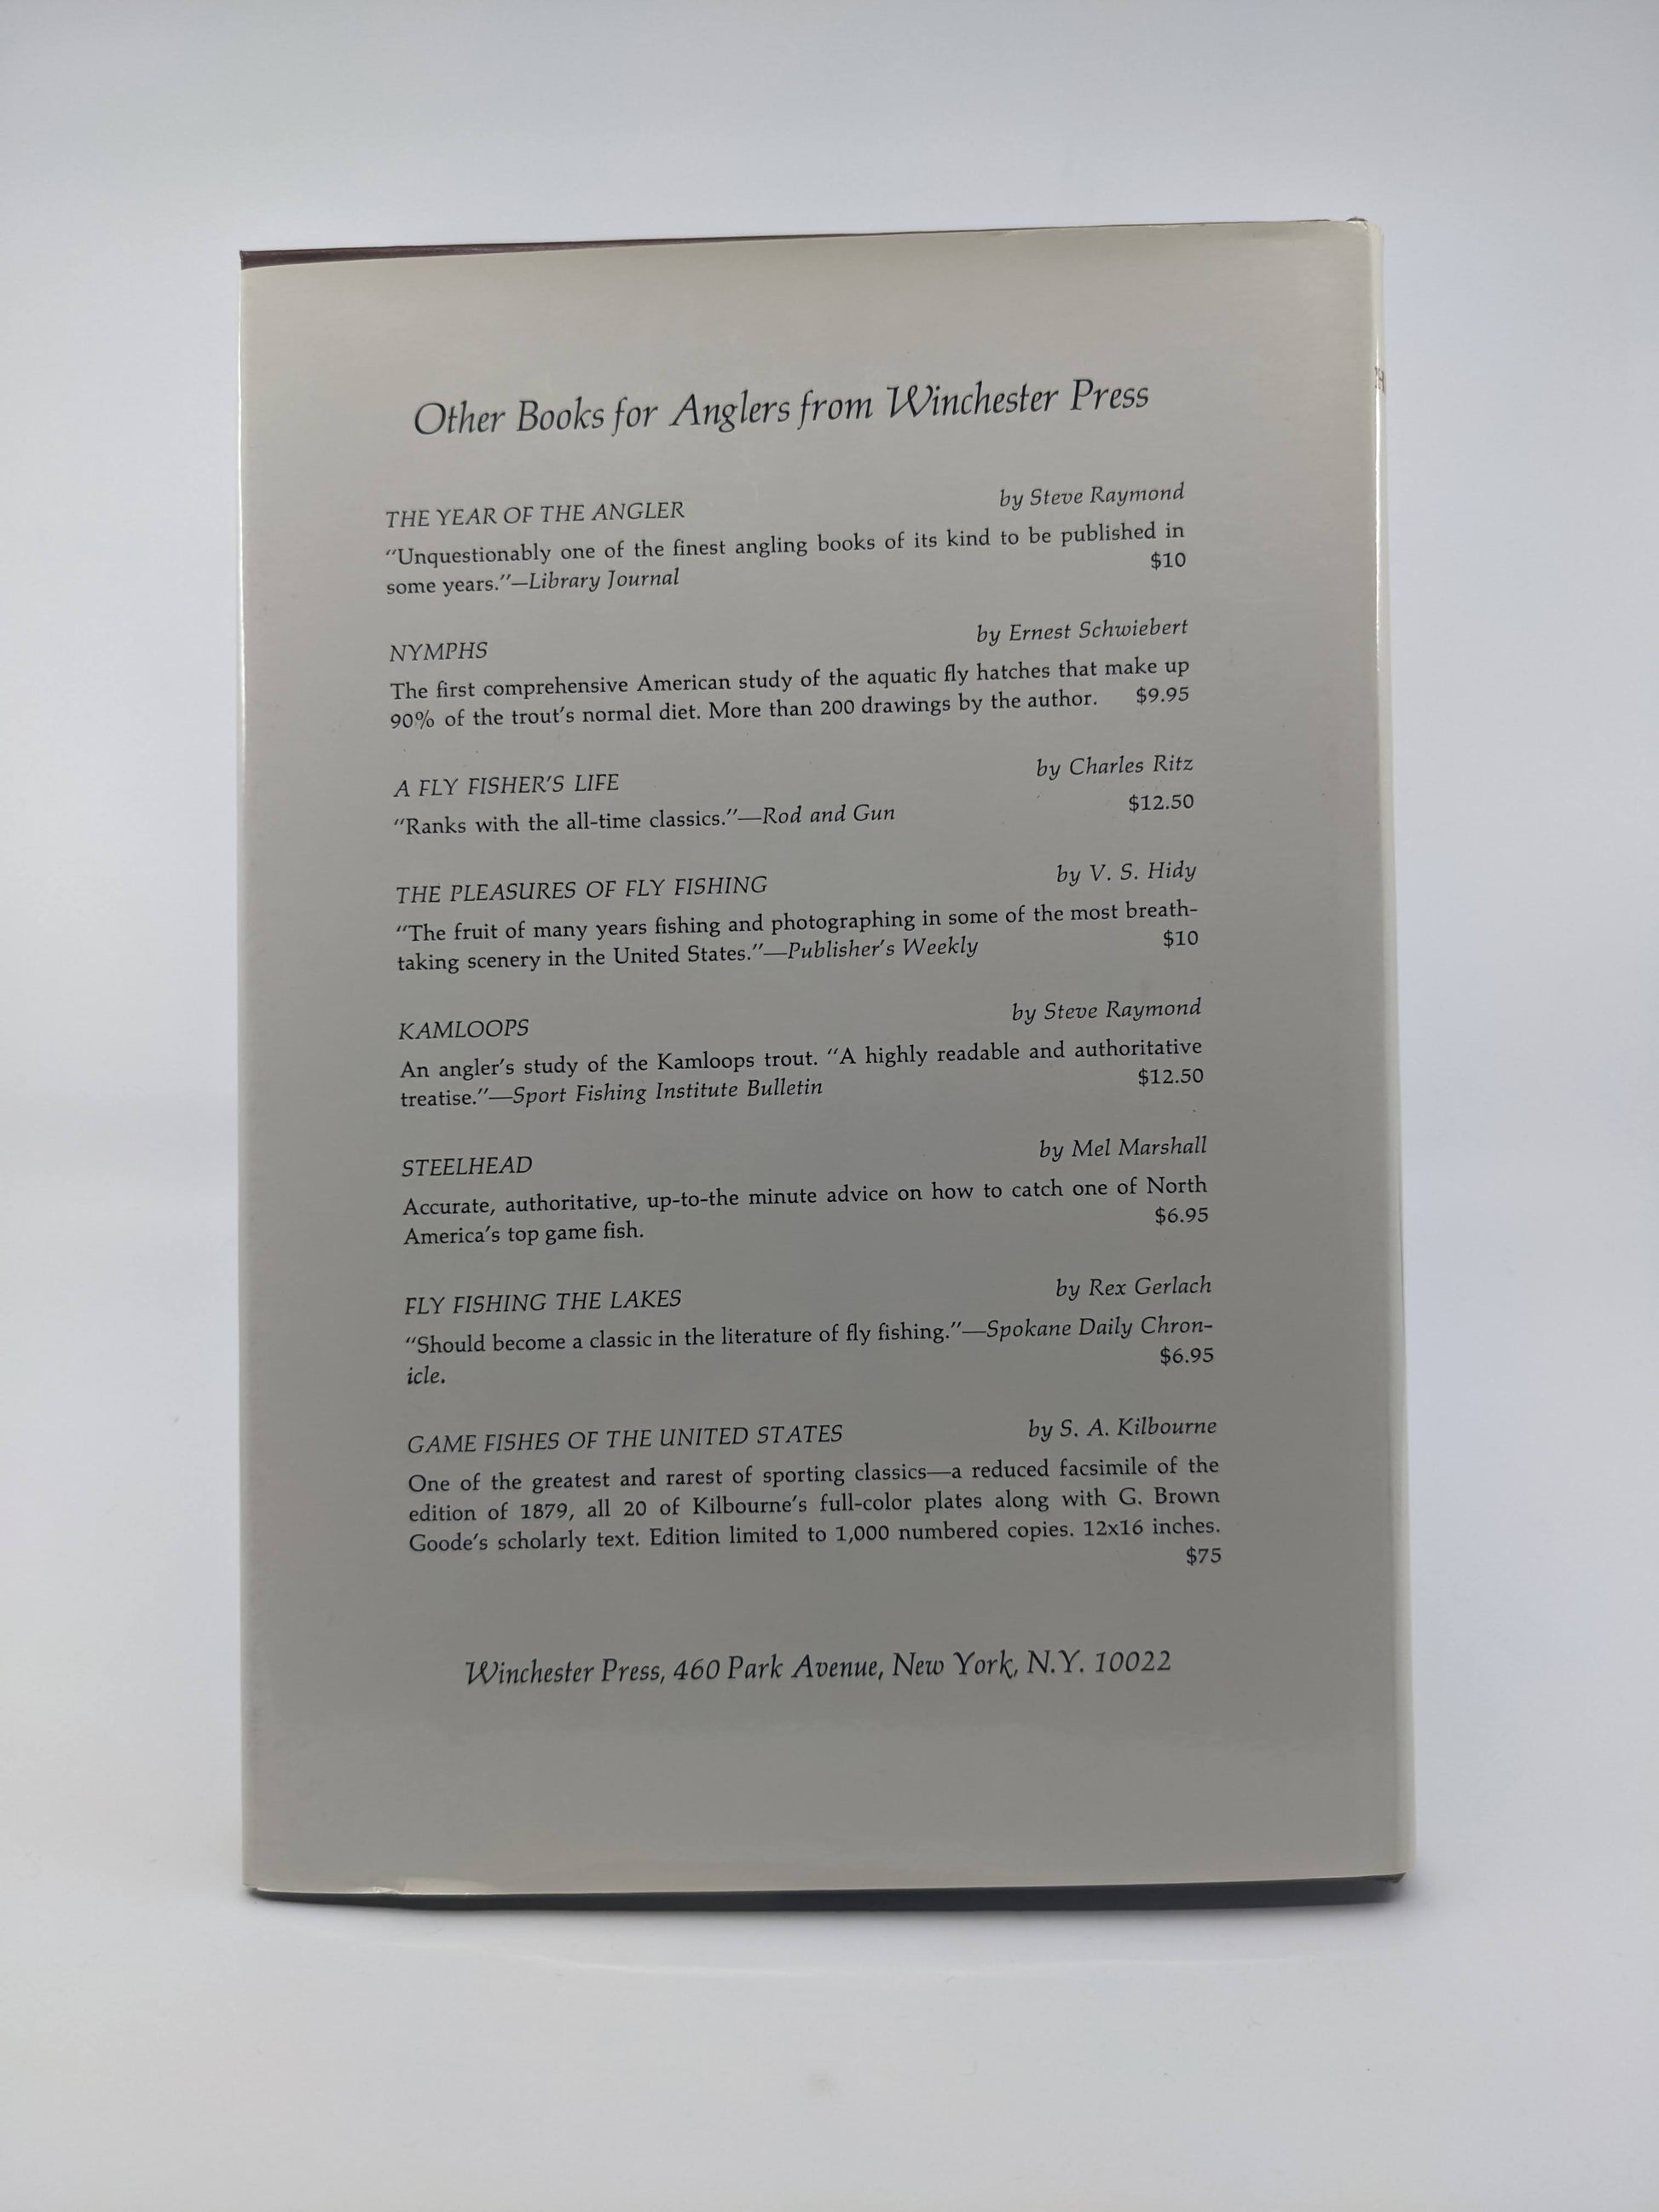 Other Books for Anglers from Winchester Press
THE YEAR OF THE ANGLER by Steve Raymond
“Unquestionably one of the finest angling books of its kind to be published in
some years.”—Library Journal $10
NYMPHS by Ernest Schwiebert
The first comprehensive American study of the aquatic fly hatches that make up
90% of the trout’s normal diet. More than 200 drawings by the author. $9.95
A FLY FISHER’S LIFE by Charles Ritz
“Ranks with the all-time classics.”—Rod and Gun $12.50
THE PLEASURES OF FLY FISHING by V. S. Hidy
“The fruit of many years fishing and photographing in some of the most breath-
taking scenery in the United States.”—Publisher’s Weekly $10
KAMLOOPS by Steve Raymond
An angler’s study of the Kamloops trout. “A highly readable and authoritative
treatise.”—Sport Fishing Institute Bulletin $12.50
STEELHEAD by Mel Marshall
Accurate, authoritative, up-to-the minute advice on how to catch one of North
America’s top game fish. $6.95
FLY FISHING THE LAKES by Rex Gerlach
“Should become a classic in the literature of fly fishing.”—Spokane Daily Chron-
icle. $6.95
GAME FISHES OF THE UNITED STATES by S. A. Kilbourne
One of the greatest and rarest of sporting classics—a reduced facsimile of the
edition of 1879, all 20 of Kilbourne’s full-color plates along with G. Brown
Goode’s scholarly text. Edition limited to 1,000 numbered copies. 12x16 inches.
$75
Winchester Press, 460 Park Avenue, New York, N.Y. 10022